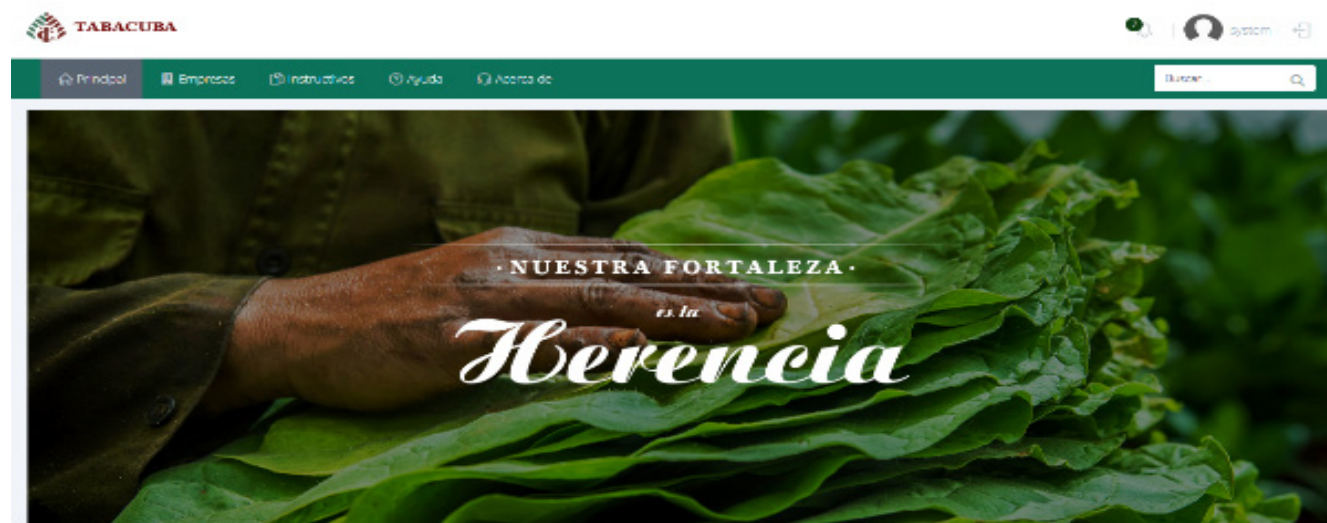 TABACUBA
system
Principal
Empresas
Instructivos
Ayuda
Acerca de
Buscar...
· NUESTRA FORTALEZA ·
es la
Herencia